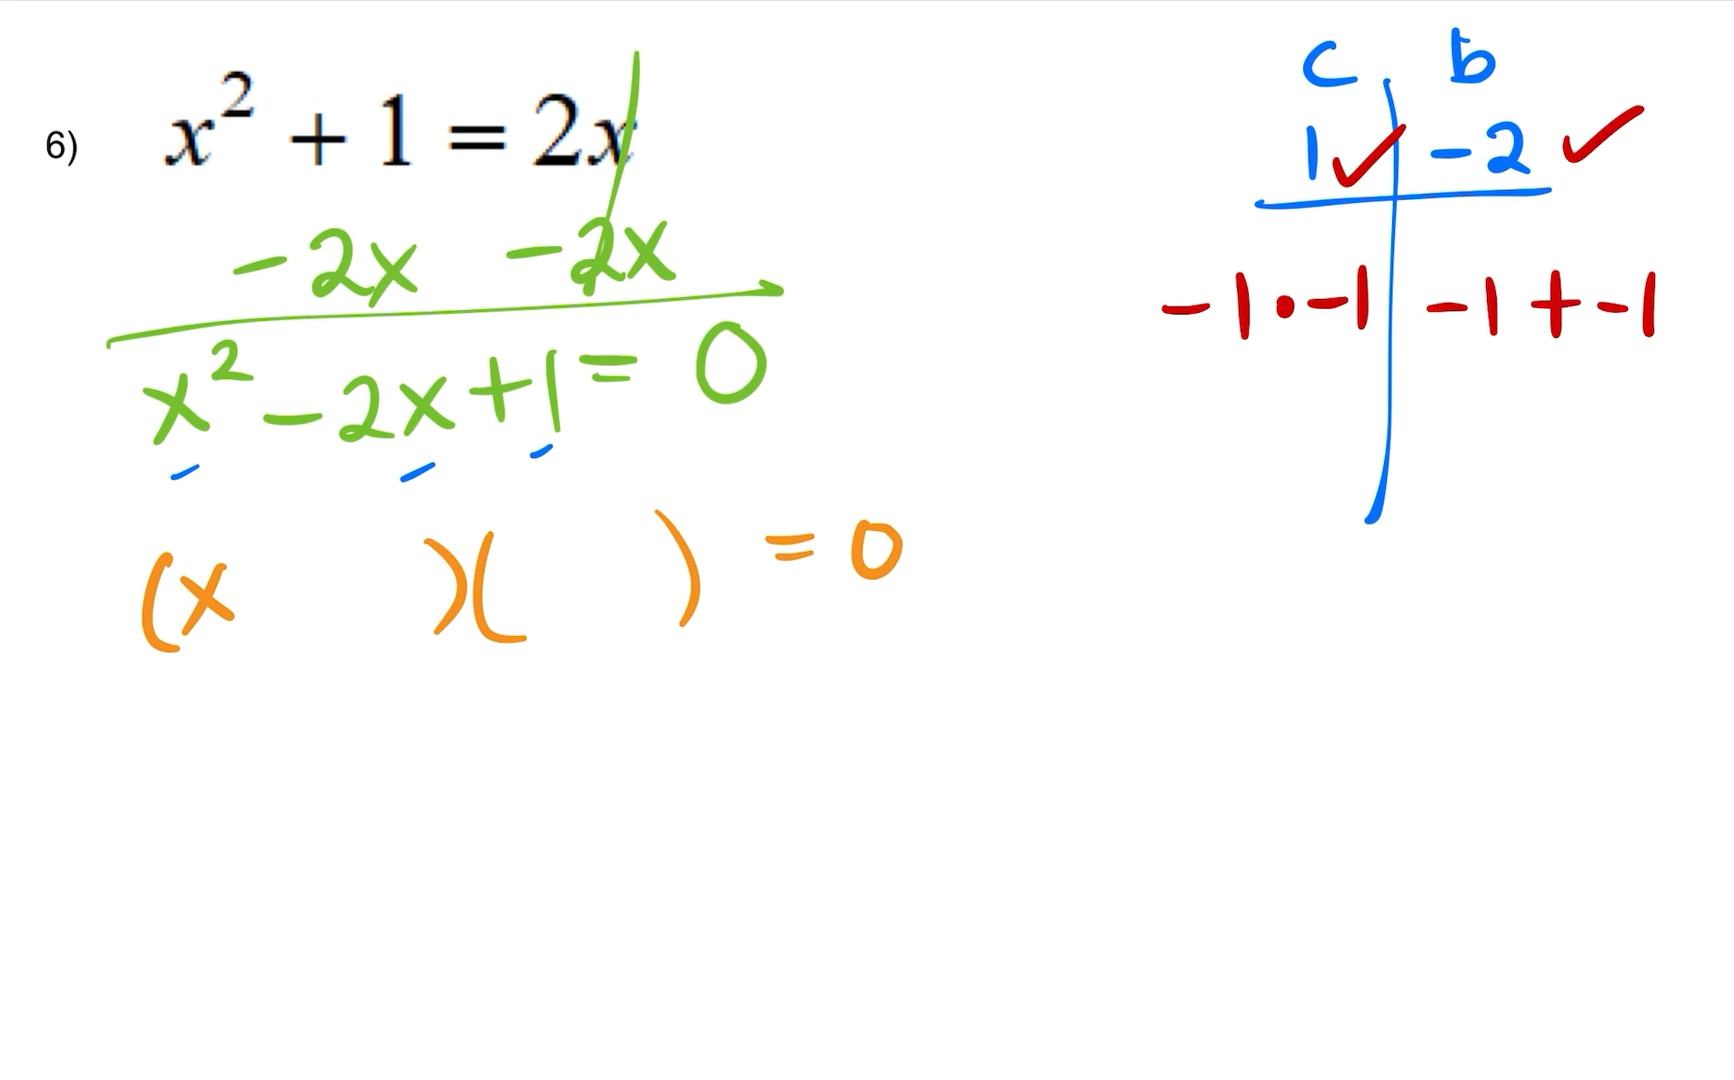 6) x² + 1 = 2x
-2x -2x
x² - 2x + 1 = 0
(x )( ) = 0
c b
1 ✓ -2 ✓
-1 · -1 -1 + -1